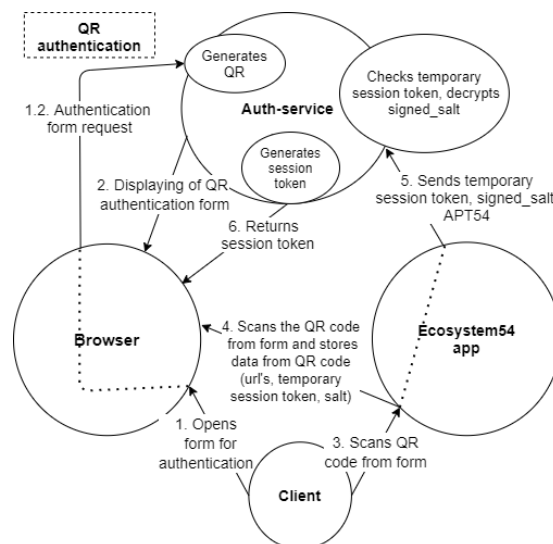 QR
authentication
Generates
QR
Checks temporary
session token, decrypts
signed_salt
Auth-service
1.2. Authentication
form request
Generates
session
token
2. Displaying of QR
authentication form
5. Sends temporary
session token, signed_salt
APT54
6. Returns
session token
Browser
4. Scans the QR code
from form and stores
data from QR code
(url's, temporary
session token, salt)
Ecosystem54
app
1. Opens
form for
authentication
3. Scans QR
code from form
Client